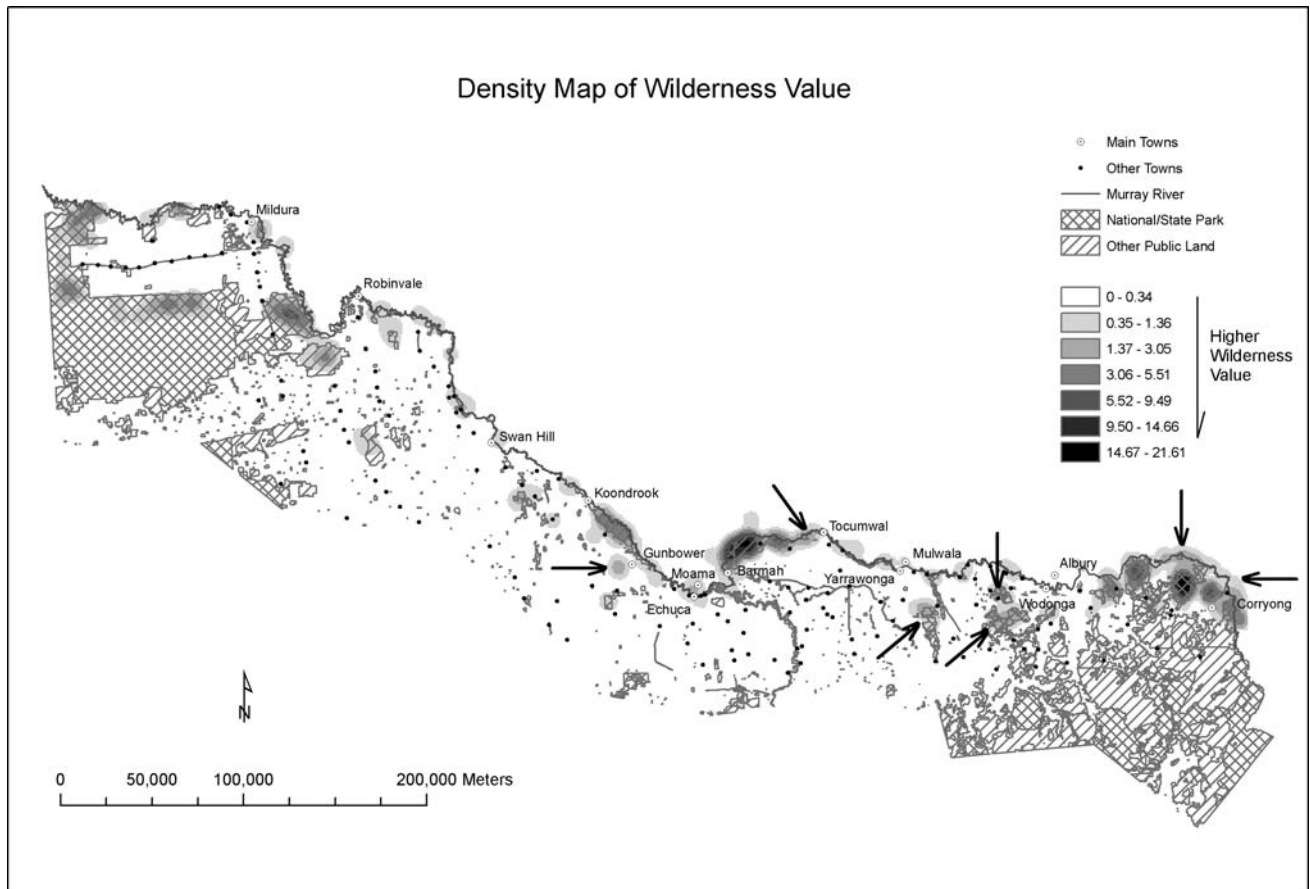 Density Map of Wilderness Value
Main Towns
Other Towns
Murray River
National/State Park
Other Public Land
0 - 0.34
0.35 - 1.36
1.37 - 3.05
3.06 - 5.51
5.52 - 9.49
9.50 - 14.66
14.67 - 21.61
Higher
Wilderness
Value
Mildura
Robinvale
Swan Hill
Koondrook
Gunbower
Moama
Barmah
Echuca
Tocumwal
Mulwala
Yarrawonga
Albury
Wodonga
Corryong
N
0 50,000 100,000 200,000 Meters